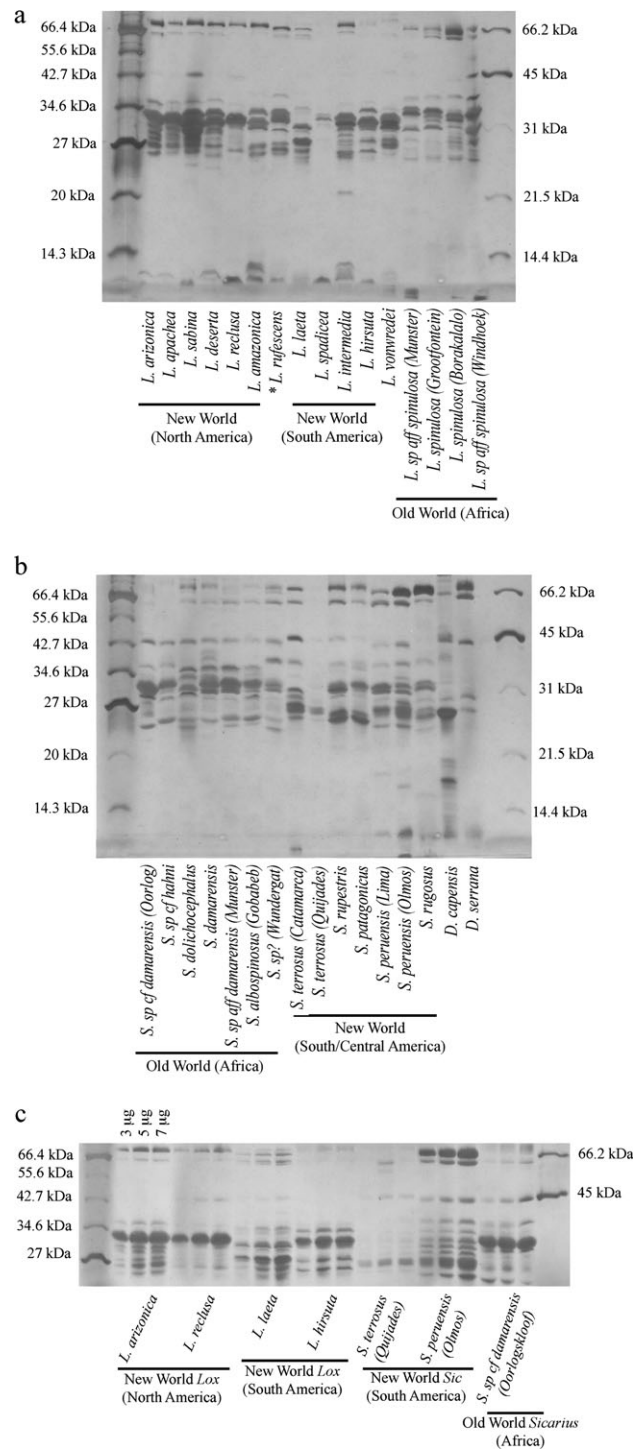 a
66.4 kDa
55.6 kDa
42.7 kDa
34.6 kDa
27 kDa
20 kDa
14.3 kDa
66.2 kDa
45 kDa
31 kDa
21.5 kDa
14.4 kDa
L. arizonica
L. apachea
L. sabina
L. deserta
L. reclusa
L. amazonica
* L. rufescens
L. laeta
L. spadicea
L. intermedia
L. hirsuta
L. vonwredei
L. sp aff spinulosa (Munster)
L. spinulosa (Grootfontein)
L. spinulosa (Borakalalo)
L. sp aff spinulosa (Windhoek)
New World
(North America)
New World
(South America)
Old World (Africa)
b
66.4 kDa
55.6 kDa
42.7 kDa
34.6 kDa
27 kDa
20 kDa
14.3 kDa
66.2 kDa
45 kDa
31 kDa
21.5 kDa
14.4 kDa
S. sp cf damarensis (Oorlog)
S. sp cf hahni
S. dolichocephalus
S. damarensis
S. sp aff damarensis (Munster)
S. albospinosus (Gobabeb)
S. sp? (Wundergat)
S. terrosus (Catamarca)
S. terrosus (Quijades)
S. rupestris
S. patagonicus
S. peruensis (Lima)
S. peruensis (Olmos)
S. rugosus
D. capensis
D. serrana
Old World (Africa)
New World
(South/Central America)
c
3 µg
5 µg
7 µg
66.4 kDa
55.6 kDa
42.7 kDa
34.6 kDa
27 kDa
66.2 kDa
45 kDa
L. arizonica
L. reclusa
L. laeta
L. hirsuta
S. terrosus
(Quijades)
S. peruensis
(Olmos)
S. sp cf damarensis
(Oorlogskloof)
New World Lox
(North America)
New World Lox
(South America)
New World Sic
(South America)
Old World Sicarius
(Africa)